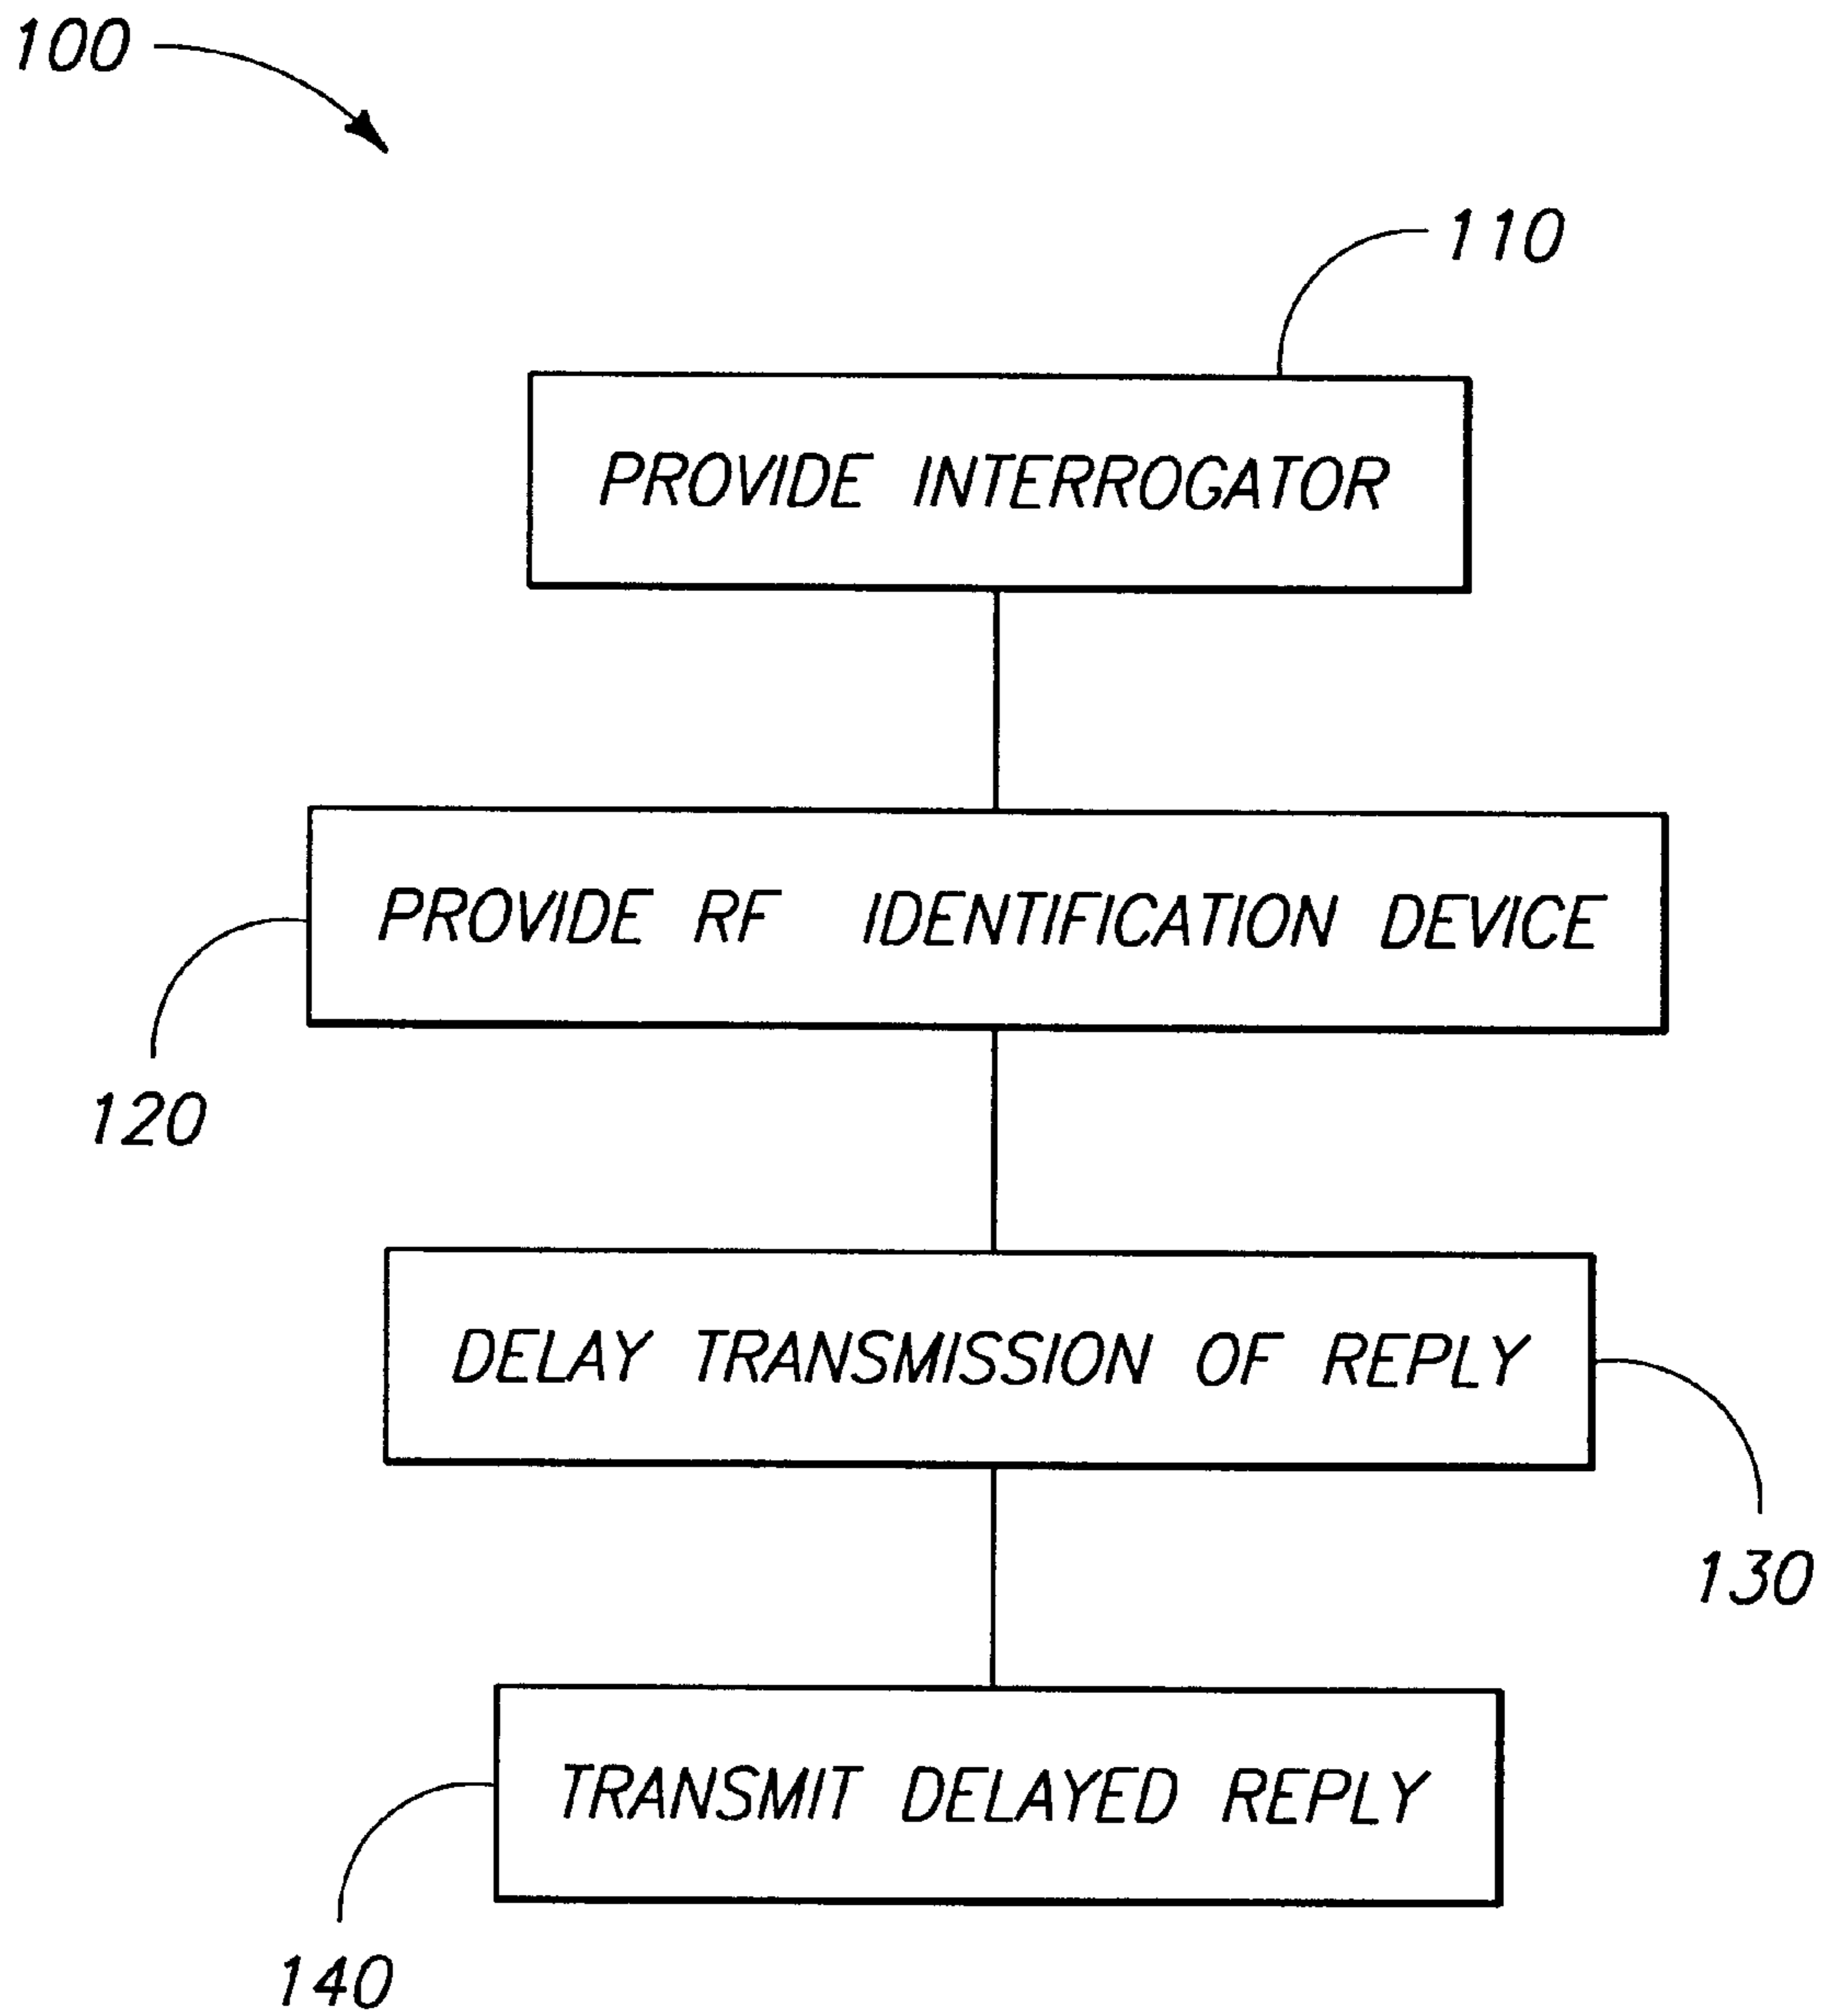 100
110
PROVIDE INTERROGATOR
PROVIDE RF IDENTIFICATION DEVICE
120
DELAY TRANSMISSION OF REPLY
130
TRANSMIT DELAYED REPLY
140